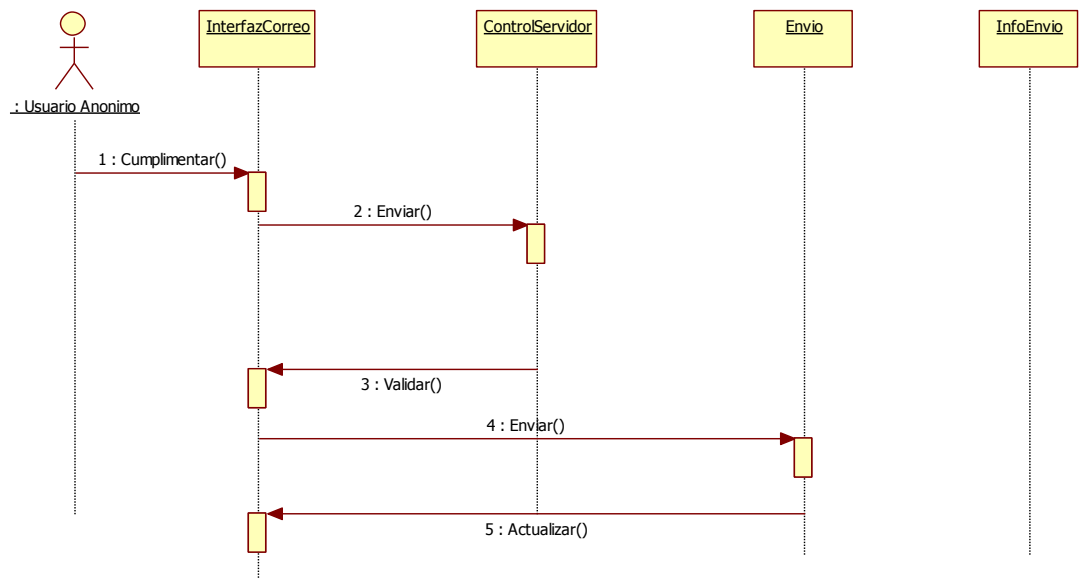 InterfazCorreo
ControlServidor
Envio
InfoEnvio
: Usuario Anonimo
1 : Cumplimentar()
2 : Enviar()
3 : Validar()
4 : Enviar()
5 : Actualizar()